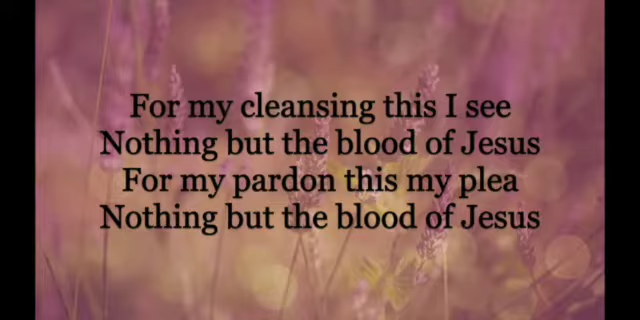 For my cleansing this I see
Nothing but the blood of Jesus
For my pardon this my plea
Nothing but the blood of Jesus